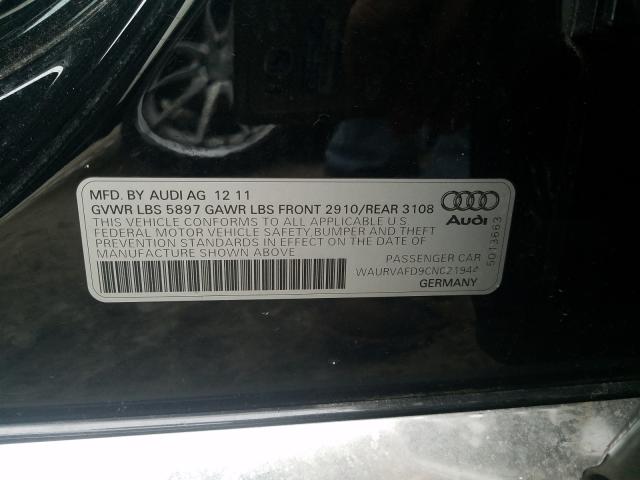 MFD. BY AUDI AG 12 11
GVWR LBS 5897 GAWR LBS FRONT 2910/REAR 3108
THIS VEHICLE CONFORMS TO ALL APPLICABLE U.S
FEDERAL MOTOR VEHICLE SAFETY,BUMPER AND THEFT
PREVENTION STANDARDS IN EFFECT ON THE DATE OF
MANUFACTURE SHOWN ABOVE
Audi
5013663
PASSENGER CAR
GERMANY